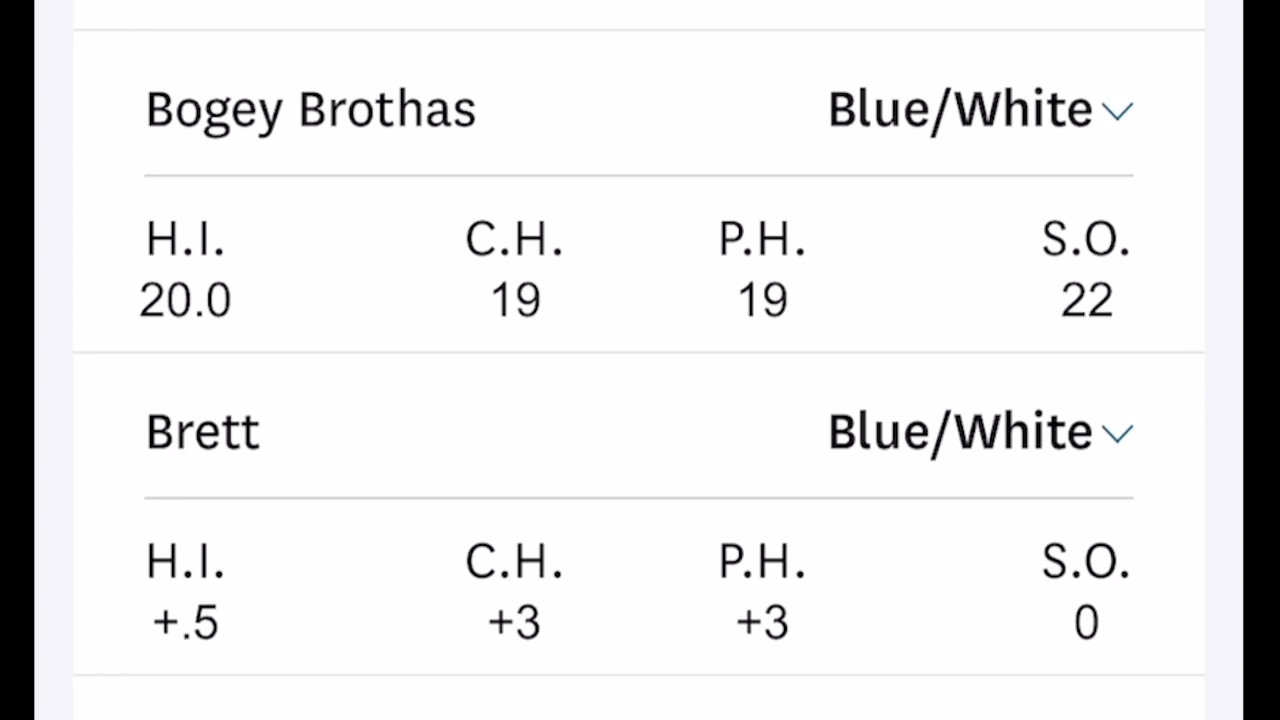 Bogey Brothas Blue/White
H.I. C.H. P.H. S.O.
20.0 19 19 22
Brett Blue/White
H.I. C.H. P.H. S.O.
+.5 +3 +3 0